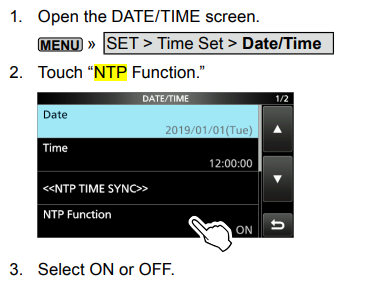 1. Open the DATE/TIME screen.
MENU » SET > Time Set > Date/Time
2. Touch “NTP Function.”
DATE/TIME 1/2
Date
2019/01/01(Tue)
Time
12:00:00
<<NTP TIME SYNC>>
NTP Function
ON
3. Select ON or OFF.